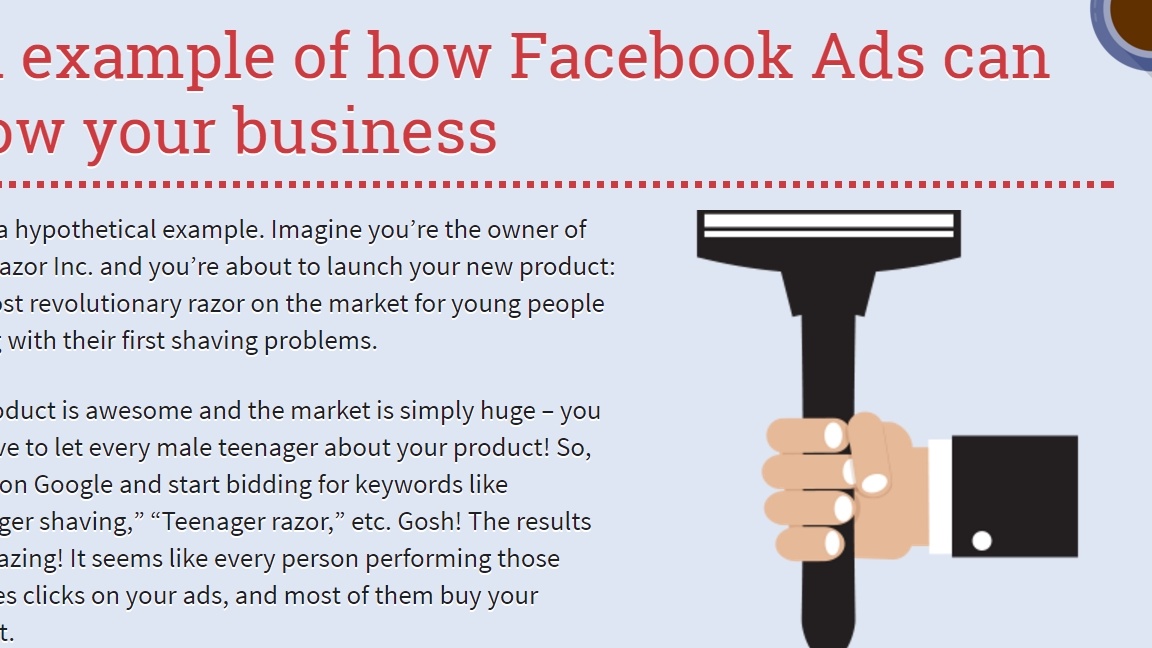 example of how Facebook Ads can
ow your business
a hypothetical example. Imagine you’re the owner of
azor Inc. and you’re about to launch your new product:
ost revolutionary razor on the market for young people
with their first shaving problems.
oduct is awesome and the market is simply huge – you
ve to let every male teenager about your product! So,
on Google and start bidding for keywords like
ger shaving,” “Teenager razor,” etc. Gosh! The results
azing! It seems like every person performing those
es clicks on your ads, and most of them buy your
t.